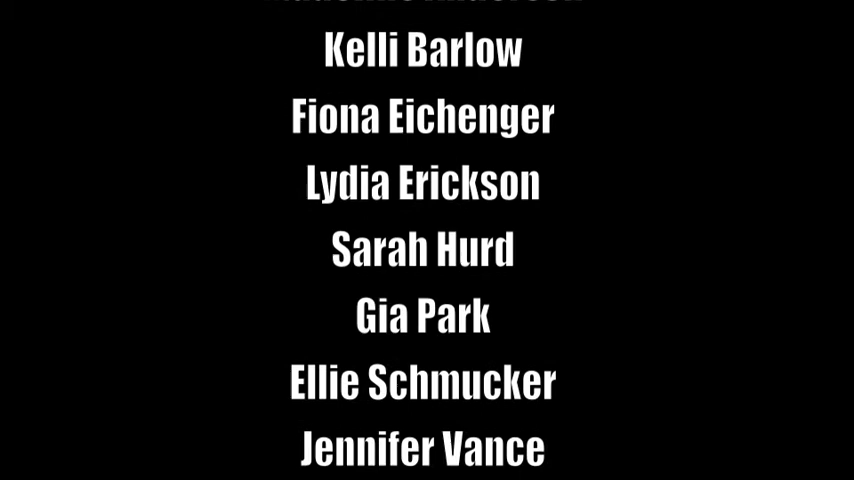 Kelli Barlow
Fiona Eichenger
Lydia Erickson
Sarah Hurd
Gia Park
Ellie Schmucker
Jennifer Vance